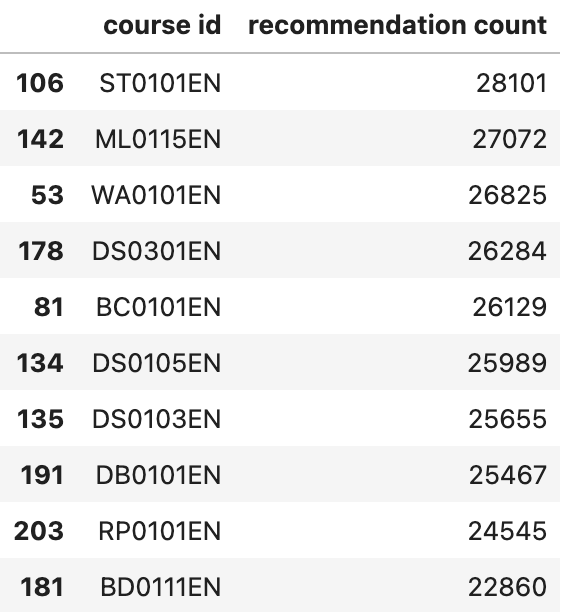 course id recommendation count
106 ST0101EN 28101
142 ML0115EN 27072
53 WA0101EN 26825
178 DS0301EN 26284
81 BC0101EN 26129
134 DS0105EN 25989
135 DS0103EN 25655
191 DB0101EN 25467
203 RP0101EN 24545
181 BD0111EN 22860